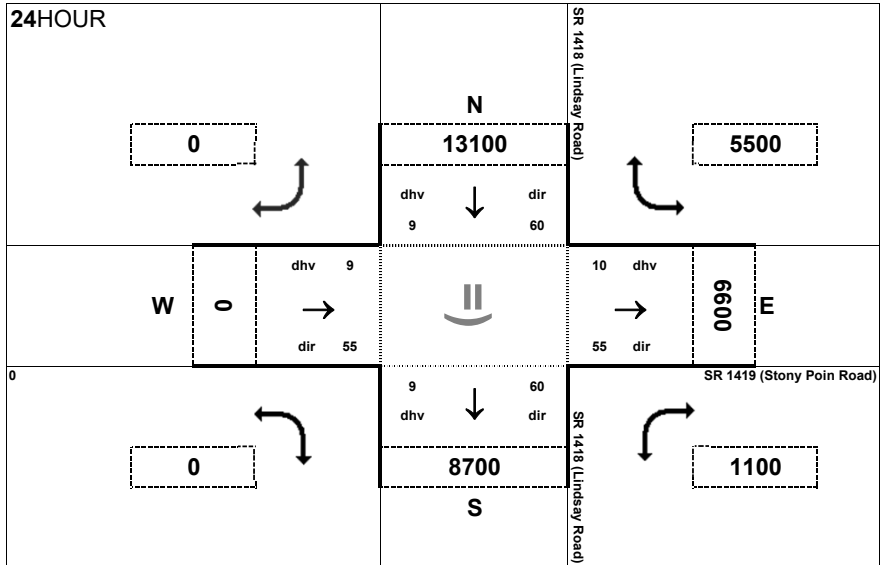 24HOUR
SR 1418 (Lindsay Road)
N
0
13100
5500
dhv
dir
9
60
dhv 9
10 dhv
W
0
=)
6600
E
dir 55
55 dir
0
SR 1419 (Stony Poin Road)
9
60
dhv
dir
SR 1418 (Lindsay Road)
0
8700
1100
S